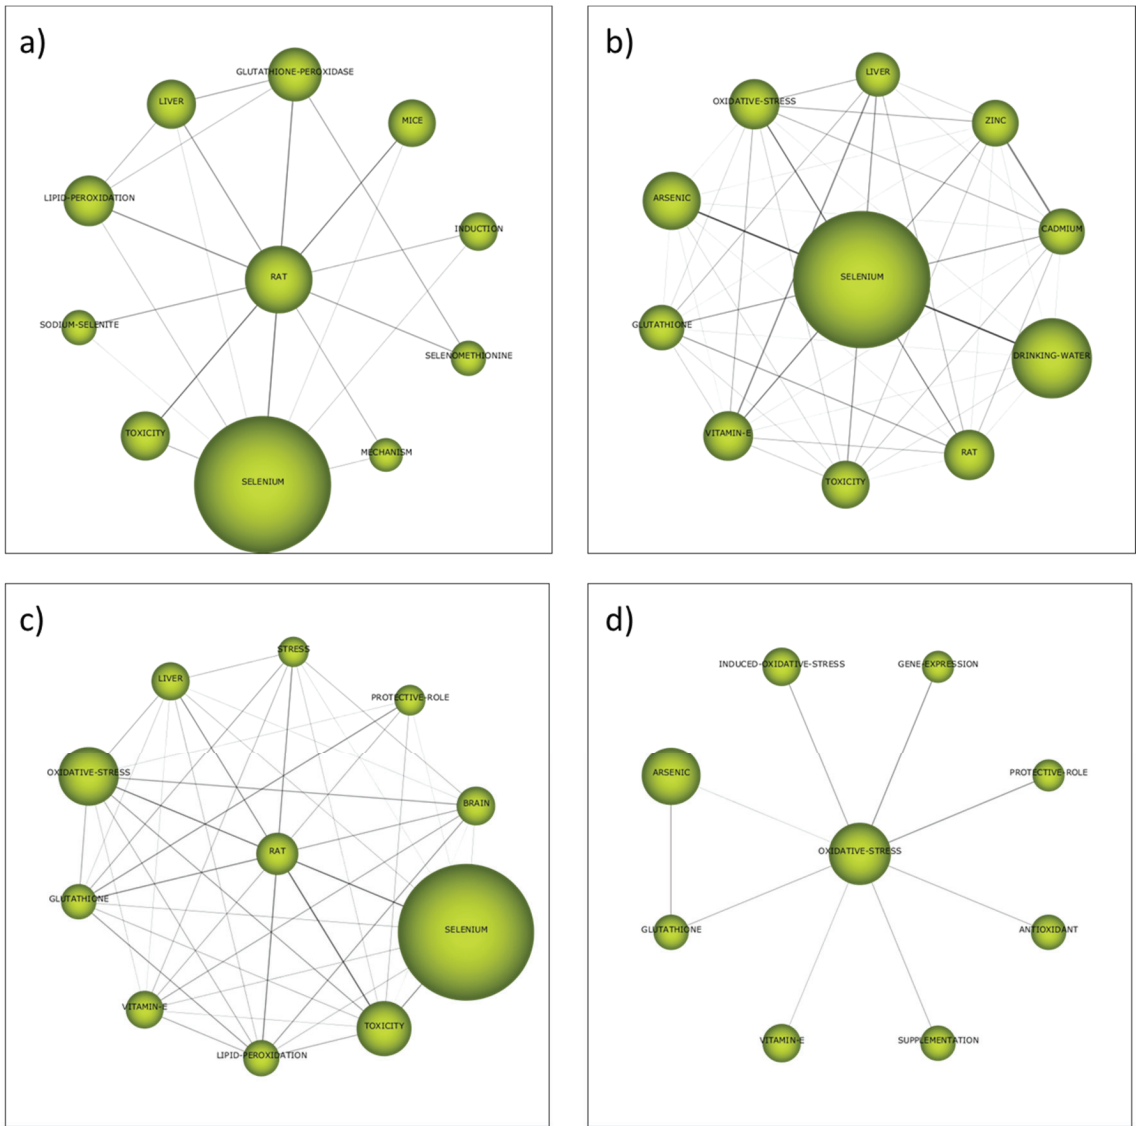 a)
GLUTATHIONE-PEROXIDASE
LIVER
MICE
LIPID-PEROXIDATION
INDUCTION
RAT
SODIUM-SELENITE
SELENOMETHIONINE
TOXICITY
MECHANISM
SELENIUM
b)
LIVER
OXIDATIVE-STRESS
ZINC
ARSENIC
CADMIUM
SELENIUM
GLUTATHIONE
DRINKING-WATER
VITAMIN-E
RAT
TOXICITY
c)
STRESS
LIVER
PROTECTIVE-ROLE
OXIDATIVE-STRESS
BRAIN
RAT
GLUTATHIONE
SELENIUM
VITAMIN-E
TOXICITY
LIPID-PEROXIDATION
d)
INDUCED-OXIDATIVE-STRESS
GENE-EXPRESSION
ARSENIC
PROTECTIVE-ROLE
OXIDATIVE-STRESS
GLUTATHIONE
ANTIOXIDANT
VITAMIN-E
SUPPLEMENTATION